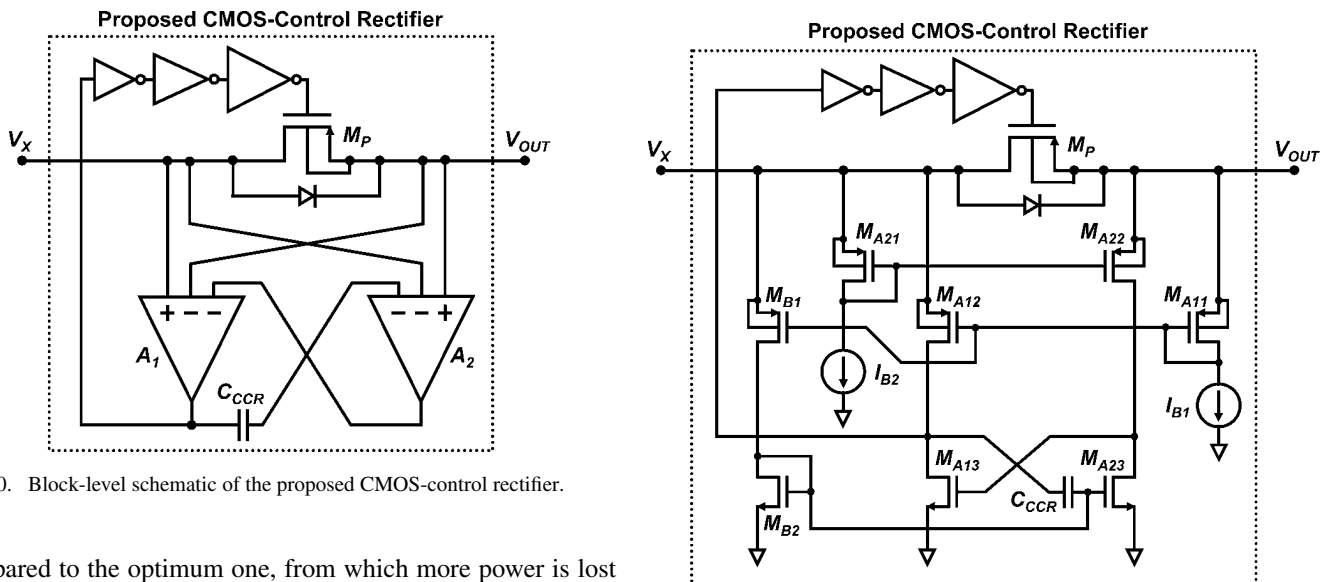 Proposed CMOS-Control Rectifier
M_P
V_X
V_OUT
+ − −
− − +
A_1
A_2
C_CCR
0. Block-level schematic of the proposed CMOS-control rectifier.
pared to the optimum one, from which more power is lost
Proposed CMOS-Control Rectifier
M_P
V_X
V_OUT
M_A21
M_A22
M_B1
M_A12
M_A11
I_B2
I_B1
M_A13
M_A23
C_CCR
M_B2